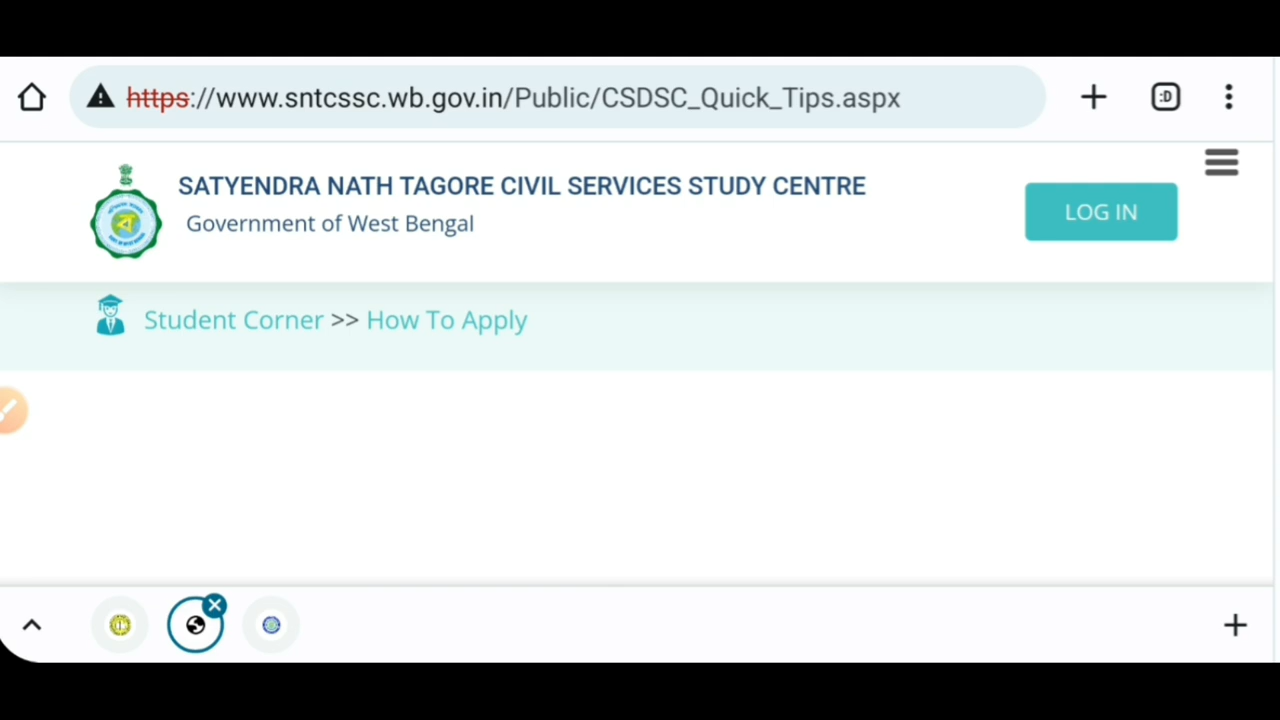 https://www.sntcssc.wb.gov.in/Public/CSDSC_Quick_Tips.aspx
:D
SATYENDRA NATH TAGORE CIVIL SERVICES STUDY CENTRE
Government of West Bengal
LOG IN
Student Corner >> How To Apply